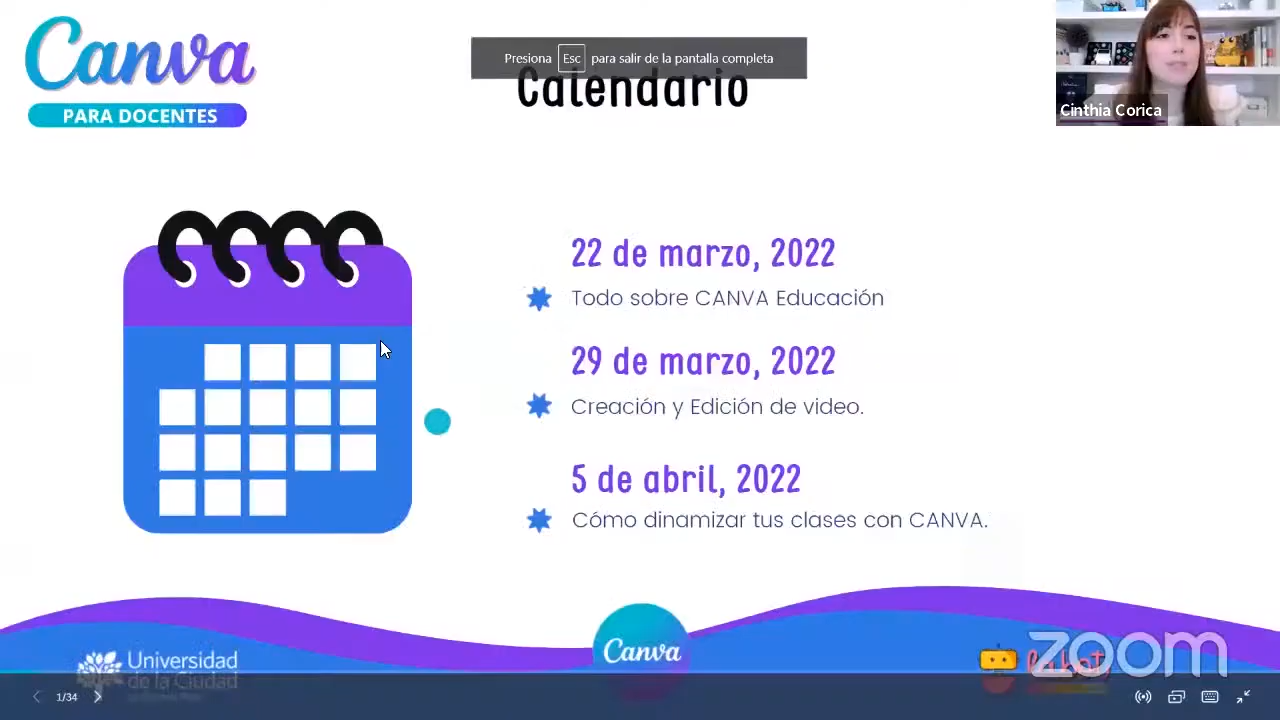 Canva
PARA DOCENTES
Presiona Esc para salir de la pantalla completa
Calendario
Cinthia Corica
22 de marzo, 2022
Todo sobre CANVA Educación
29 de marzo, 2022
Creación y Edición de video.
5 de abril, 2022
Cómo dinamizar tus clases con CANVA.
Universidad
de la Ciudad
Canva
zoom
1/34